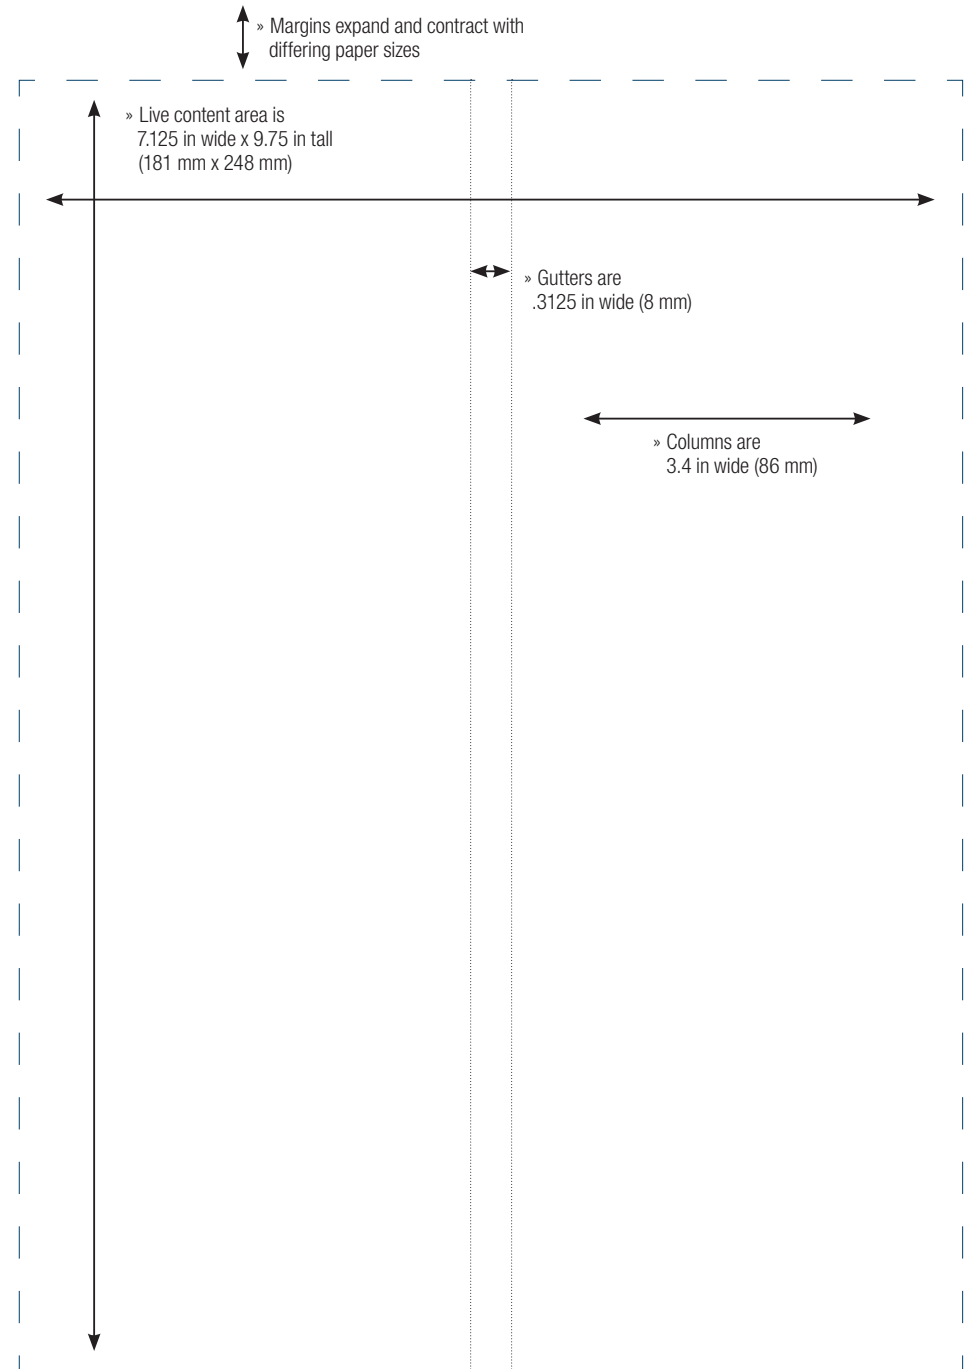 » Margins expand and contract with
differing paper sizes
» Live content area is
7.125 in wide x 9.75 in tall
(181 mm x 248 mm)
» Gutters are
.3125 in wide (8 mm)
» Columns are
3.4 in wide (86 mm)